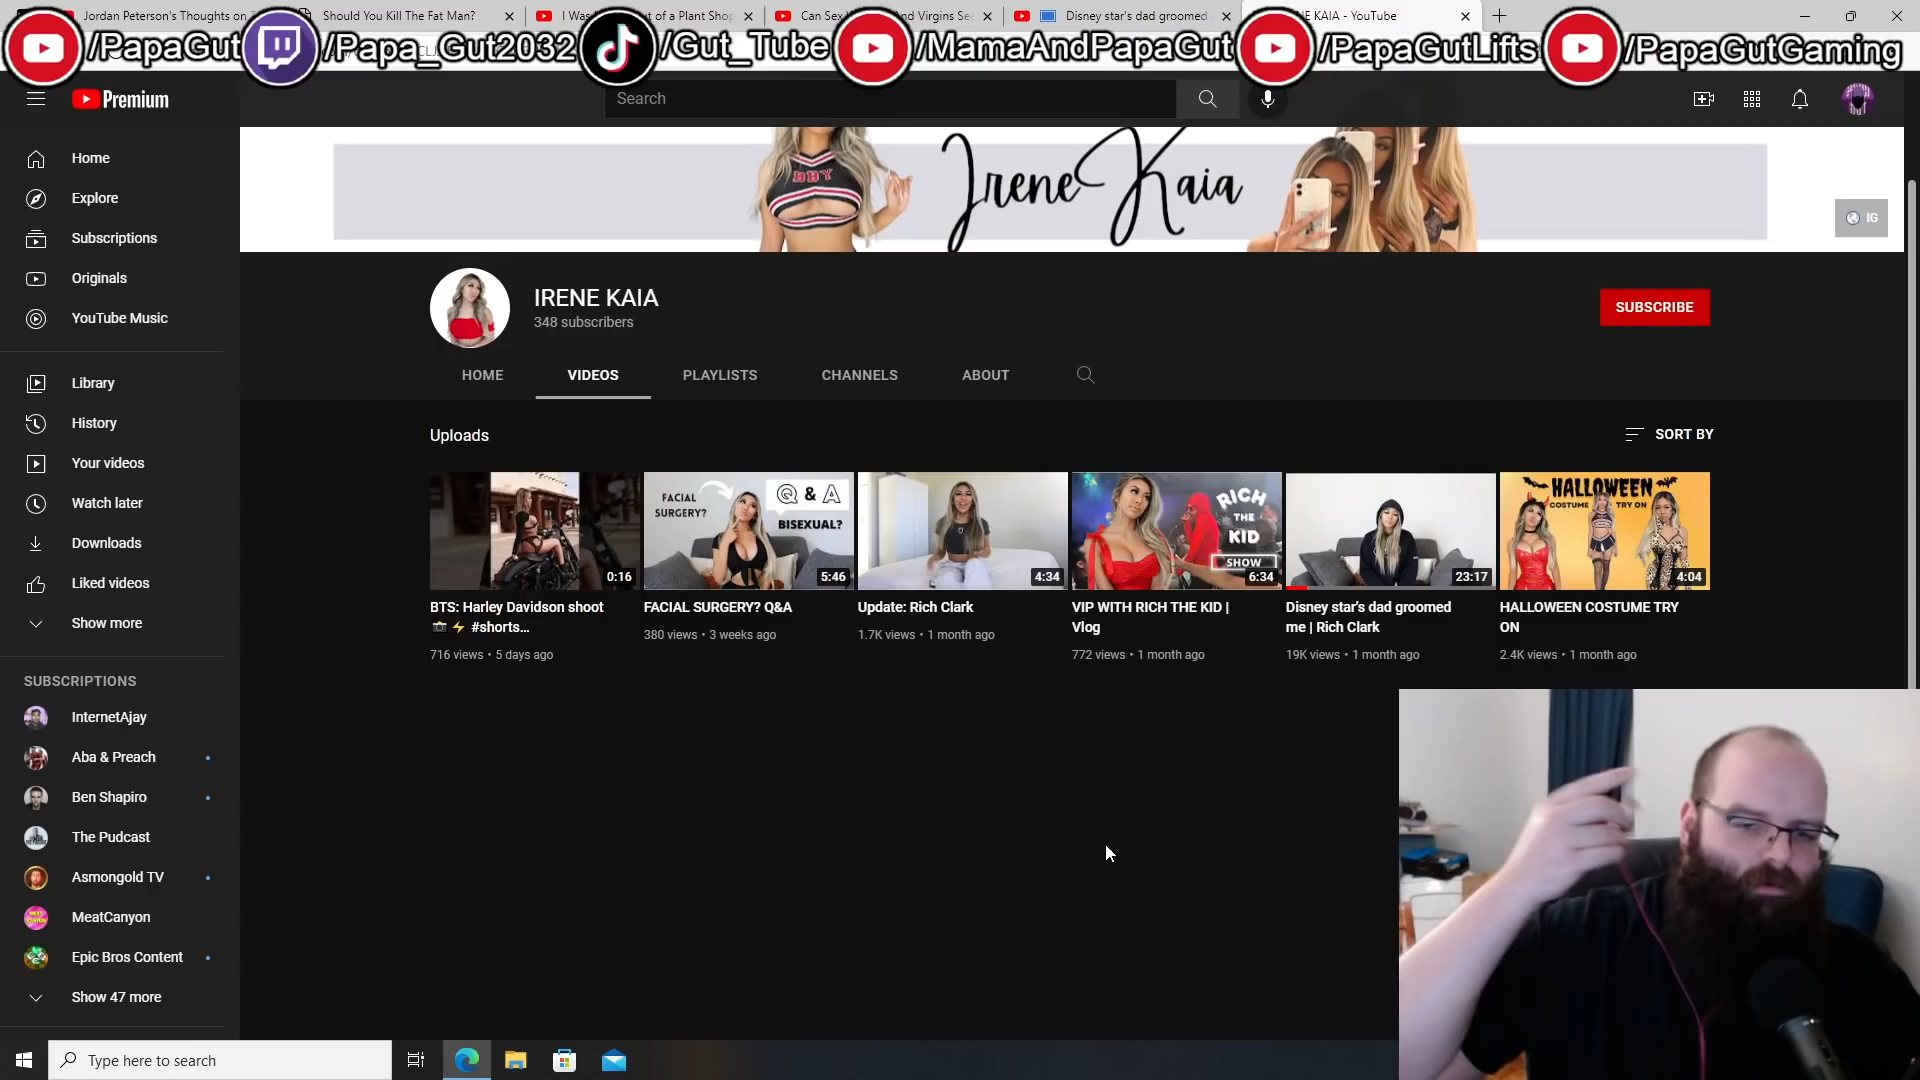 Jordan Peterson's Thoughts on
Should You Kill The Fat Man?
of a Plant Shop
Can Sex
Virgins See
Disney star's dad groomed
NE KAIA - YouTube
/PapaGut
/Papa_Gut2032
/Gut_Tube
/MamaAndPapaGut
/PapaGutLifts
/PapaGutGaming
Premium
Search
Home
Explore
Subscriptions
Originals
YouTube Music
Library
History
Your videos
Watch later
Downloads
Liked videos
Show more
SUBSCRIPTIONS
InternetAjay
Aba & Preach
Ben Shapiro
The Pudcast
Asmongold TV
MeatCanyon
Epic Bros Content
Show 47 more
BBY
Irene Kaia
IG
IRENE KAIA
348 subscribers
SUBSCRIBE
HOME
VIDEOS
PLAYLISTS
CHANNELS
ABOUT
Uploads
SORT BY
0:16
BTS: Harley Davidson shoot
#shorts...
716 views • 5 days ago
FACIAL
SURGERY?
Q & A
BISEXUAL?
5:46
FACIAL SURGERY? Q&A
380 views • 3 weeks ago
4:34
Update: Rich Clark
1.7K views • 1 month ago
RICH
THE
KID
SHOW
6:34
VIP WITH RICH THE KID |
Vlog
772 views • 1 month ago
23:17
Disney star's dad groomed
me | Rich Clark
19K views • 1 month ago
HALLOWEEN
COSTUME TRY ON
4:04
HALLOWEEN COSTUME TRY
ON
2.4K views • 1 month ago
Type here to search